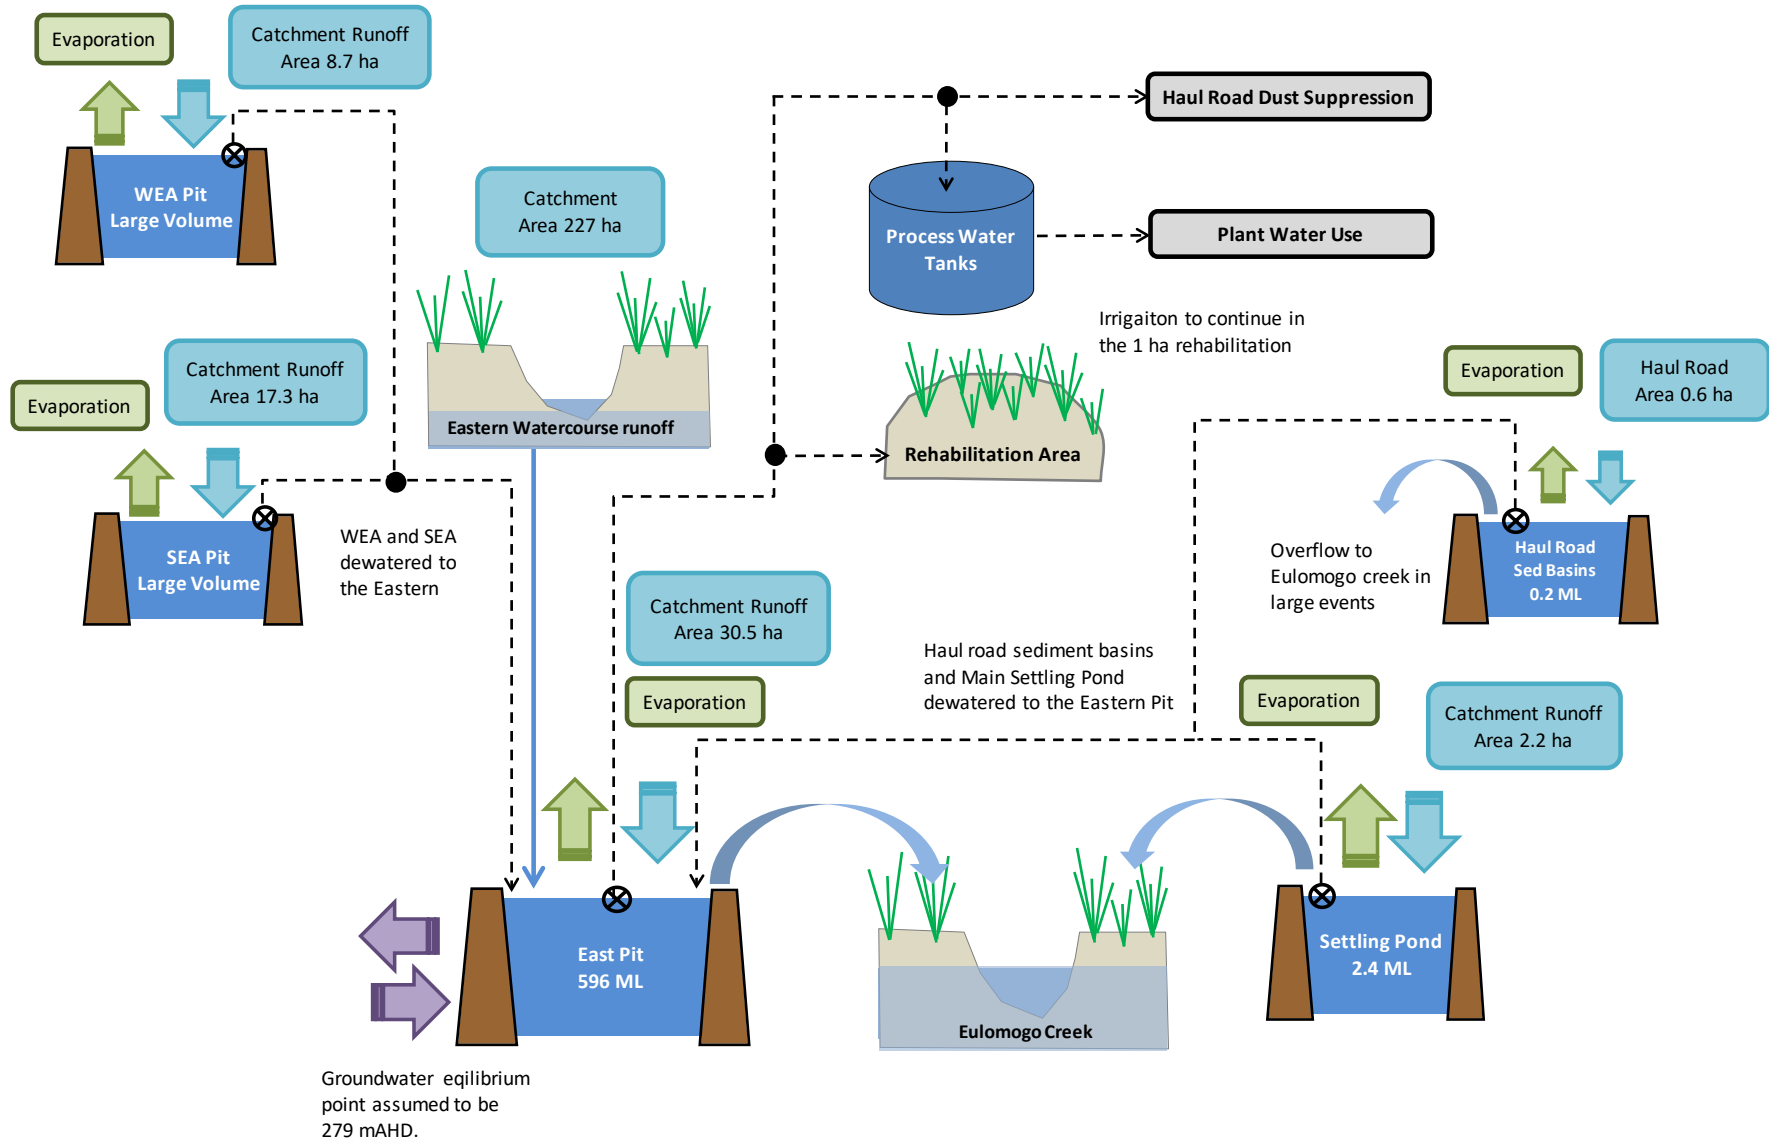 Evaporation
Catchment Runoff
Area 8.7 ha
WEA Pit
Large Volume
Catchment
Area 227 ha
Haul Road Dust Suppression
Process Water
Tanks
Plant Water Use
Irrigaiton to continue in
the 1 ha rehabilitation
Evaporation
Catchment Runoff
Area 17.3 ha
SEA Pit
Large Volume
Eastern Watercourse runoff
Rehabilitation Area
Evaporation
Haul Road
Area 0.6 ha
WEA and SEA
dewatered to
the Eastern
Overflow to
Eulomogo creek in
large events
Haul Road
Sed Basins
0.2 ML
Catchment Runoff
Area 30.5 ha
Evaporation
Haul road sediment basins
and Main Settling Pond
dewatered to the Eastern Pit
Evaporation
Catchment Runoff
Area 2.2 ha
East Pit
596 ML
Eulomogo Creek
Settling Pond
2.4 ML
Groundwater eqilibrium
point assumed to be
279 mAHD.